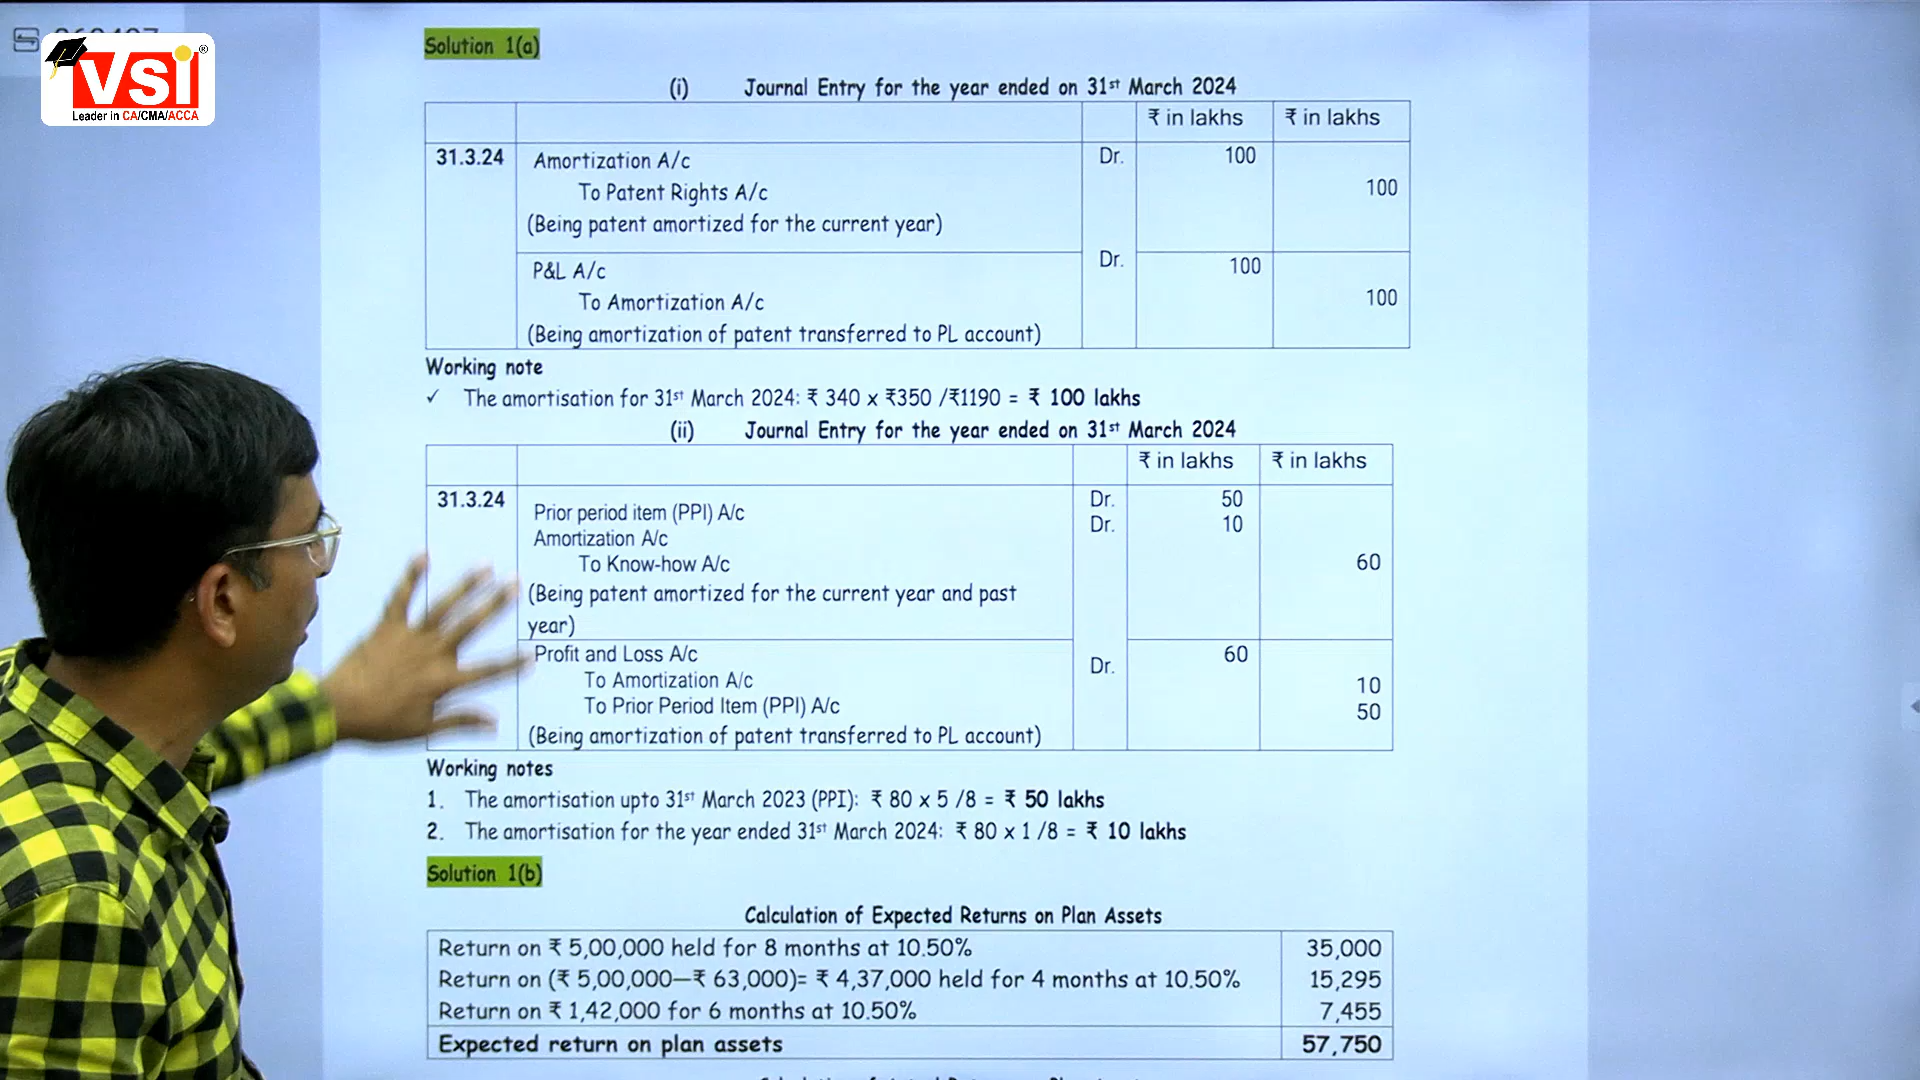 VSI®
Leader in CA/CMA/ACCA
Solution 1(a)
(i) Journal Entry for the year ended on 31st March 2024
₹ in lakhs ₹ in lakhs
31.3.24 Amortization A/c Dr. 100
To Patent Rights A/c 100
(Being patent amortized for the current year)
P&L A/c Dr. 100
To Amortization A/c 100
(Being amortization of patent transferred to PL account)
Working note
✓ The amortisation for 31st March 2024: ₹ 340 x ₹350 /₹1190 = ₹ 100 lakhs
(ii) Journal Entry for the year ended on 31st March 2024
₹ in lakhs ₹ in lakhs
31.3.24 Prior period item (PPI) A/c Dr. 50
Amortization A/c Dr. 10
To Know-how A/c 60
(Being patent amortized for the current year and past
year)
Profit and Loss A/c Dr. 60
To Amortization A/c 10
To Prior Period Item (PPI) A/c 50
(Being amortization of patent transferred to PL account)
Working notes
1. The amortisation upto 31st March 2023 (PPI): ₹ 80 x 5 /8 = ₹ 50 lakhs
2. The amortisation for the year ended 31st March 2024: ₹ 80 x 1 /8 = ₹ 10 lakhs
Solution 1(b)
Calculation of Expected Returns on Plan Assets
Return on ₹ 5,00,000 held for 8 months at 10.50% 35,000
Return on (₹ 5,00,000—₹ 63,000)= ₹ 4,37,000 held for 4 months at 10.50% 15,295
Return on ₹ 1,42,000 for 6 months at 10.50% 7,455
Expected return on plan assets 57,750